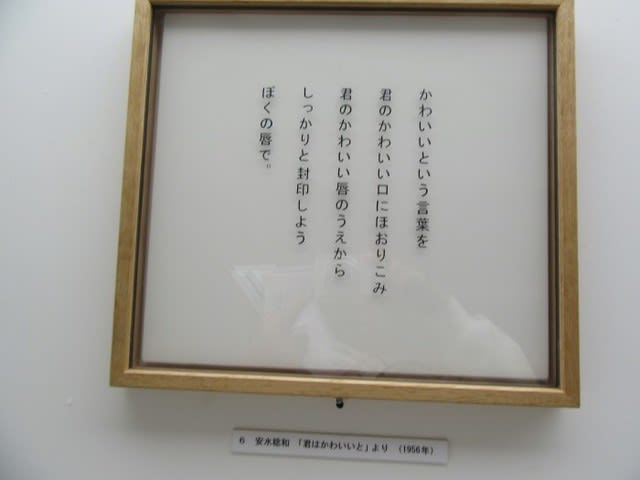 かわいいという言葉を
君のかわいい口にほおりこみ
君のかわいい唇のうえから
しっかりと封印しよう
ぼくの唇で。
6 安水稔和 「君はかわいいと」より （1956年）